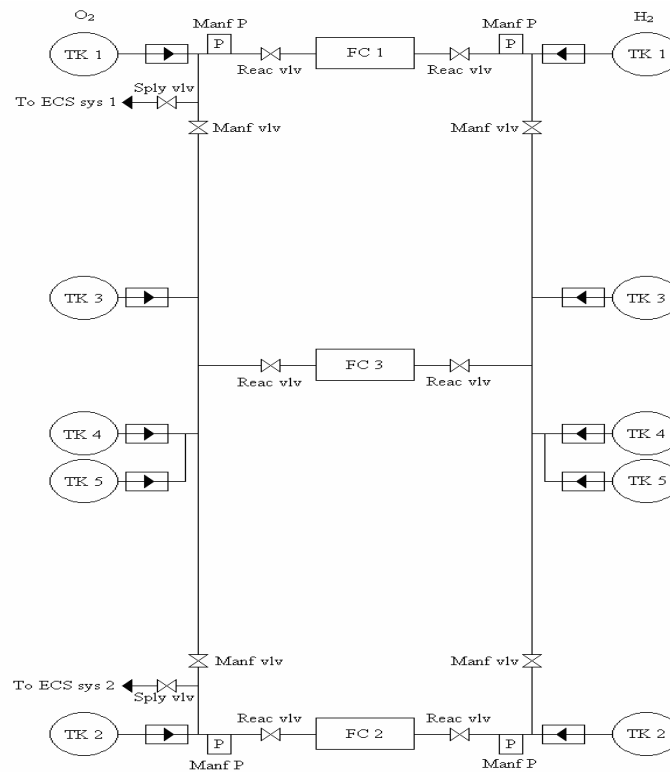 O₂ Manf P Manf P H₂
TK 1 P FC 1 P TK 1
Reac vlv Reac vlv
Sply vlv
To ECS sys 1
Manf vlv Manf vlv
TK 3 TK 3
FC 3
Reac vlv Reac vlv
TK 4 TK 4
TK 5 TK 5
Manf vlv Manf vlv
To ECS sys 2
Sply vlv
Reac vlv Reac vlv
TK 2 P FC 2 P TK 2
Manf P Manf P